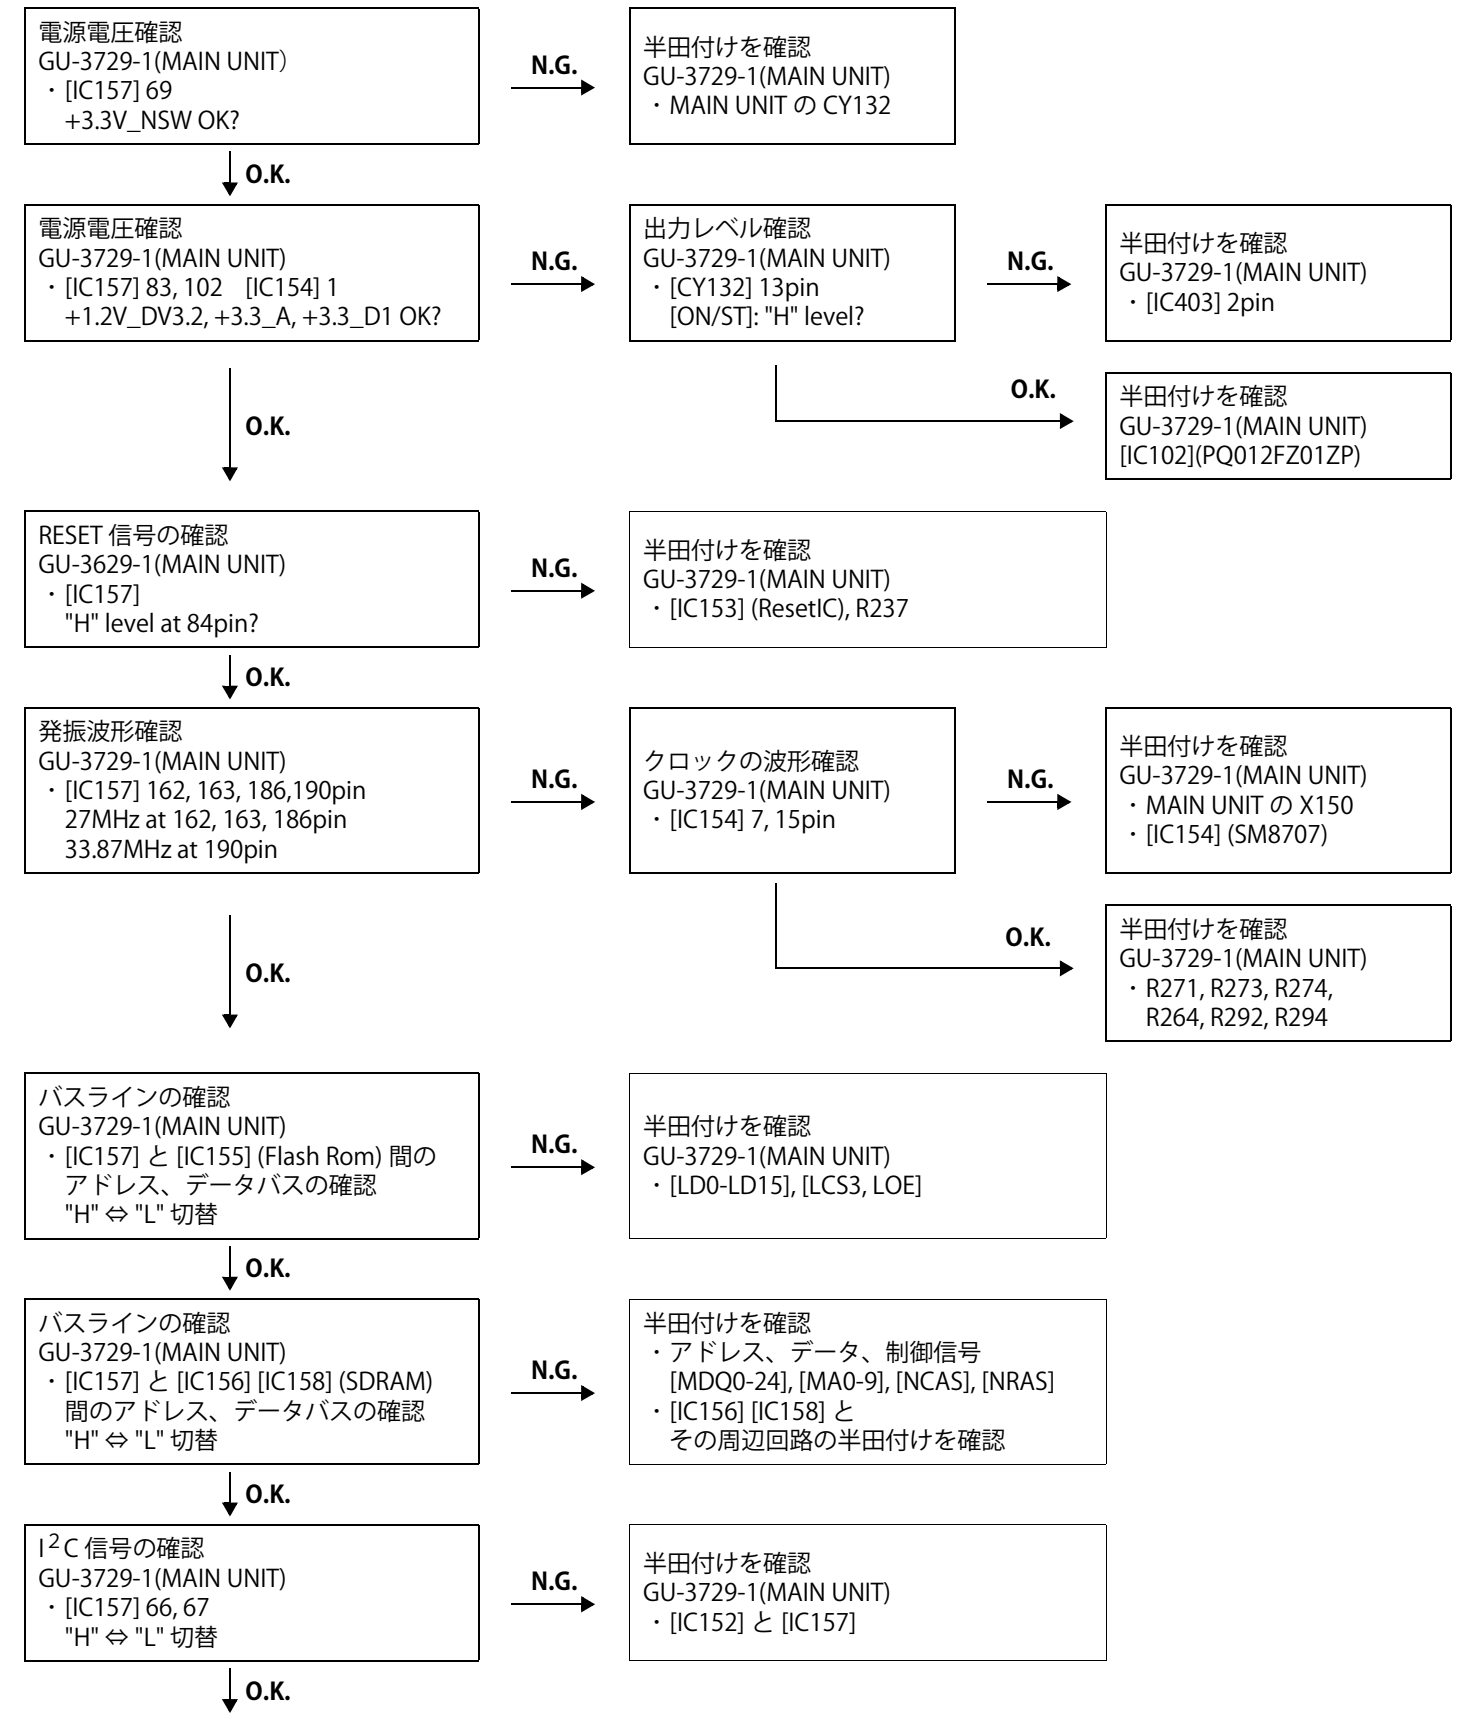 電源電圧確認
GU-3729-1(MAIN UNIT)
・[IC157] 69
+3.3V_NSW OK?
N.G.
半田付けを確認
GU-3729-1(MAIN UNIT)
・MAIN UNIT の CY132
O.K.
電源電圧確認
GU-3729-1(MAIN UNIT)
・[IC157] 83, 102 [IC154] 1
+1.2V_DV3.2, +3.3_A, +3.3_D1 OK?
N.G.
出力レベル確認
GU-3729-1(MAIN UNIT)
・[CY132] 13pin
[ON/ST]: "H" level?
N.G.
半田付けを確認
GU-3729-1(MAIN UNIT)
・[IC403] 2pin
O.K.
半田付けを確認
GU-3729-1(MAIN UNIT)
[IC102](PQ012FZ01ZP)
O.K.
RESET 信号の確認
GU-3629-1(MAIN UNIT)
・[IC157]
"H" level at 84pin?
N.G.
半田付けを確認
GU-3729-1(MAIN UNIT)
・[IC153] (ResetIC), R237
O.K.
発振波形確認
GU-3729-1(MAIN UNIT)
・[IC157] 162, 163, 186,190pin
27MHz at 162, 163, 186pin
33.87MHz at 190pin
N.G.
クロックの波形確認
GU-3729-1(MAIN UNIT)
・[IC154] 7, 15pin
N.G.
半田付けを確認
GU-3729-1(MAIN UNIT)
・MAIN UNIT の X150
・[IC154] (SM8707)
O.K.
半田付けを確認
GU-3729-1(MAIN UNIT)
・R271, R273, R274,
R264, R292, R294
O.K.
バスラインの確認
GU-3729-1(MAIN UNIT)
・[IC157] と [IC155] (Flash Rom) 間の
アドレス、データバスの確認
"H" ⇔ "L" 切替
N.G.
半田付けを確認
GU-3729-1(MAIN UNIT)
・[LD0-LD15], [LCS3, LOE]
O.K.
バスラインの確認
GU-3729-1(MAIN UNIT)
・[IC157] と [IC156] [IC158] (SDRAM)
間のアドレス、データバスの確認
"H" ⇔ "L" 切替
N.G.
半田付けを確認
・アドレス、データ、制御信号
[MDQ0-24], [MA0-9], [NCAS], [NRAS]
・[IC156] [IC158] と
その周辺回路の半田付けを確認
O.K.
I²C 信号の確認
GU-3729-1(MAIN UNIT)
・[IC157] 66, 67
"H" ⇔ "L" 切替
N.G.
半田付けを確認
GU-3729-1(MAIN UNIT)
・[IC152] と [IC157]
O.K.